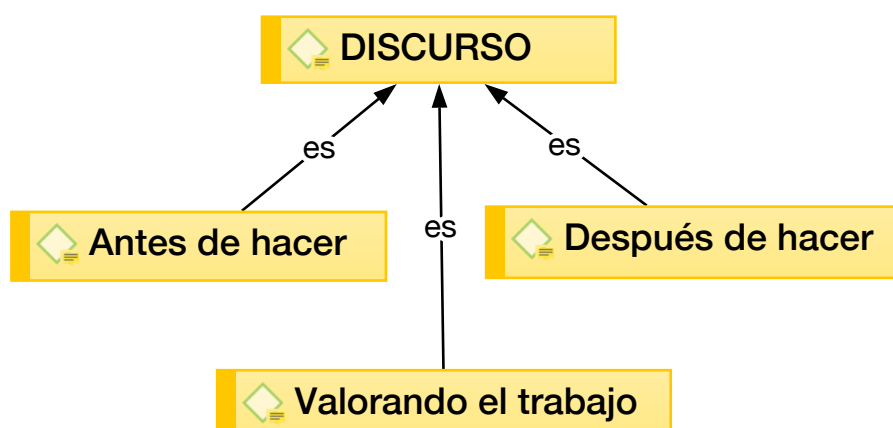 DISCURSO
es
es
Antes de hacer
es
Después de hacer
Valorando el trabajo